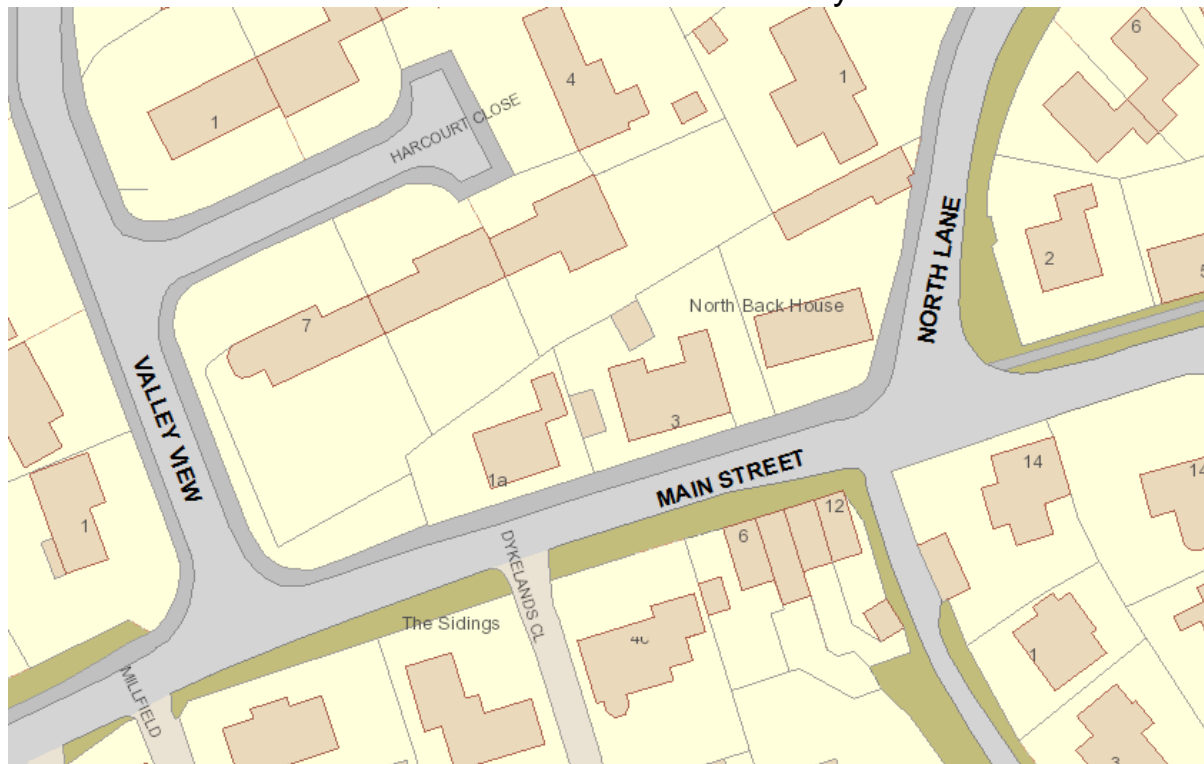 y
6
4
1
1
HARCOURT CLOSE
NORTH LANE
2
5
North Back House
7
VALLEY VIEW
3
MAIN STREET
1a
14
14
12
6
1
DYKELANDS CL
The Sidings
1
MILLFIELD
3